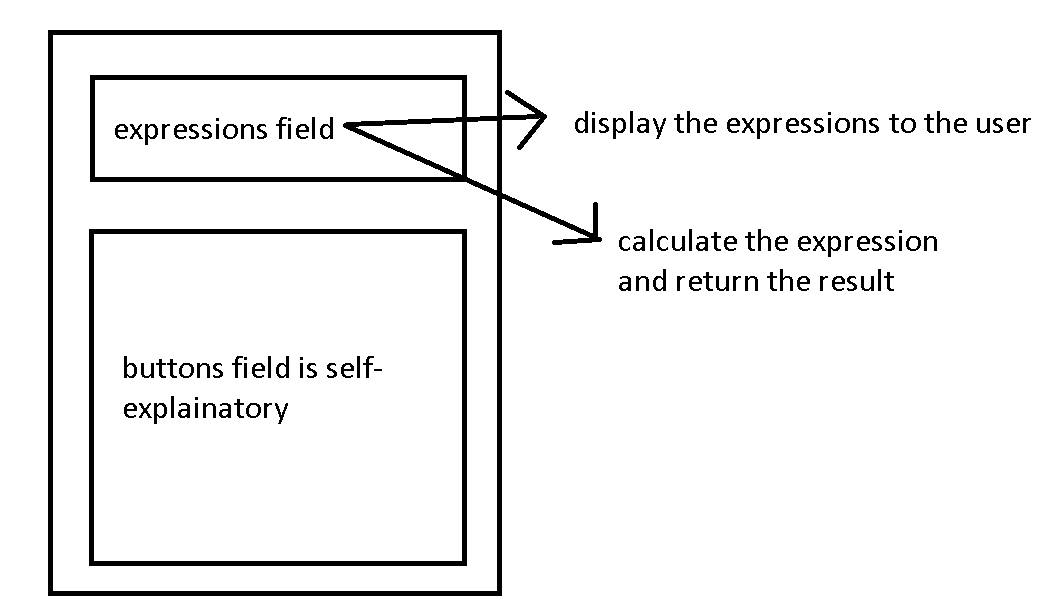 expressions field
display the expressions to the user
calculate the expression
and return the result
buttons field is self-
explainatory